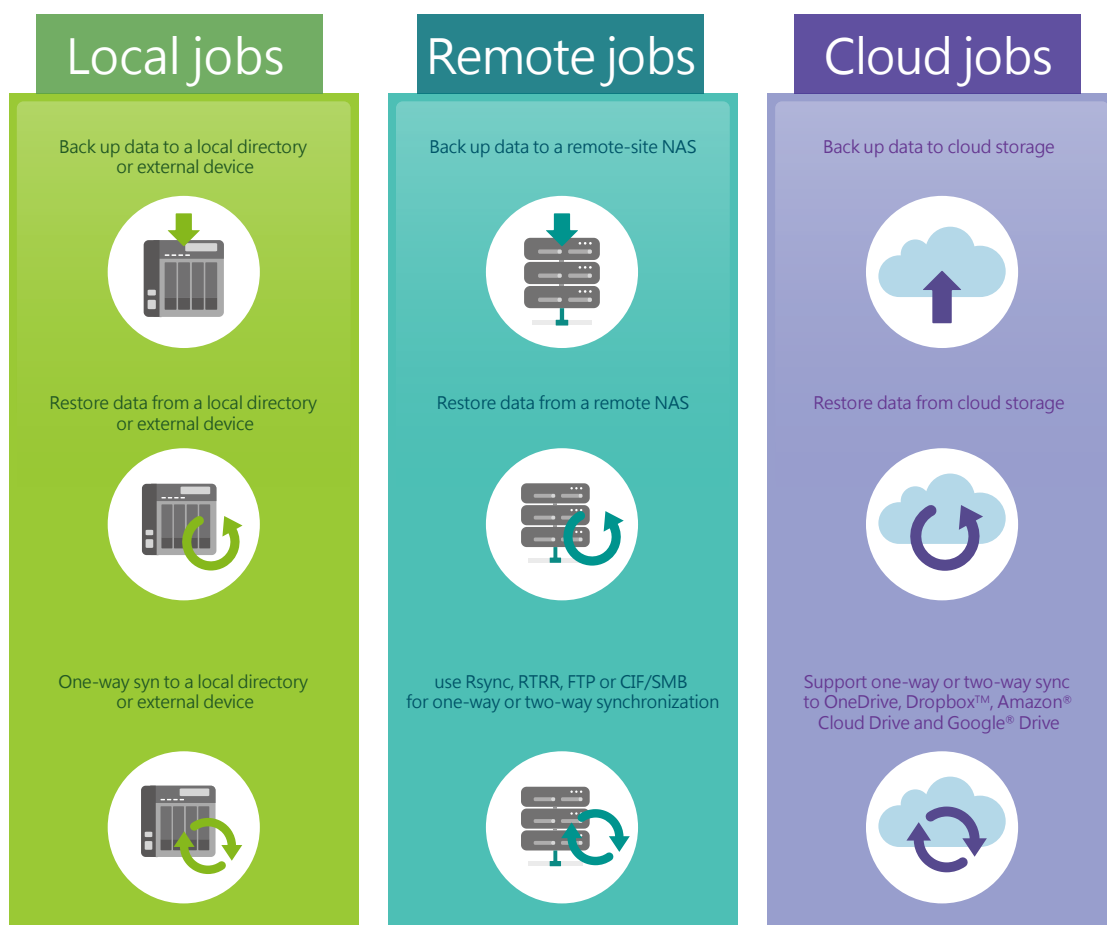 Local jobs
Back up data to a local directory
or external device
Restore data from a local directory
or external device
One-way syn to a local directory
or external device
Remote jobs
Back up data to a remote-site NAS
Restore data from a remote NAS
use Rsync, RTRR, FTP or CIF/SMB
for one-way or two-way synchronization
Cloud jobs
Back up data to cloud storage
Restore data from cloud storage
Support one-way or two-way sync
to OneDrive, Dropbox™, Amazon®
Cloud Drive and Google® Drive